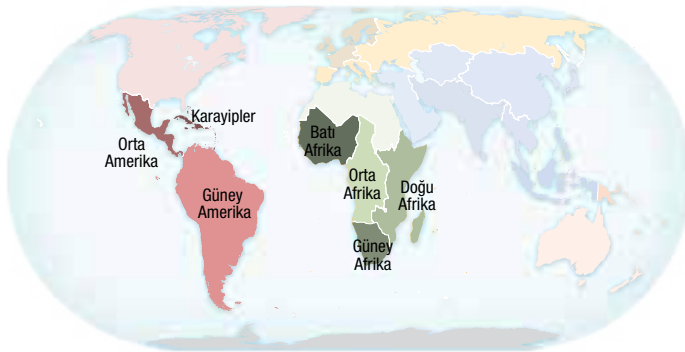 Karayipler
Orta
Amerika
Güney
Amerika
Batı
Afrika
Orta
Afrika
Doğu
Afrika
Güney
Afrika